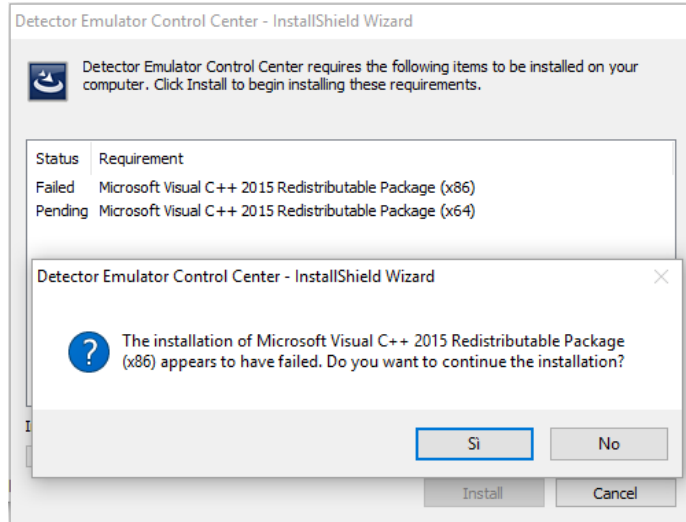 Detector Emulator Control Center - InstallShield Wizard
Detector Emulator Control Center requires the following items to be installed on your
computer. Click Install to begin installing these requirements.
Status Requirement
Failed Microsoft Visual C++ 2015 Redistributable Package (x86)
Pending Microsoft Visual C++ 2015 Redistributable Package (x64)
Detector Emulator Control Center - InstallShield Wizard
The installation of Microsoft Visual C++ 2015 Redistributable Package
(x86) appears to have failed. Do you want to continue the installation?
Sì No
Install Cancel